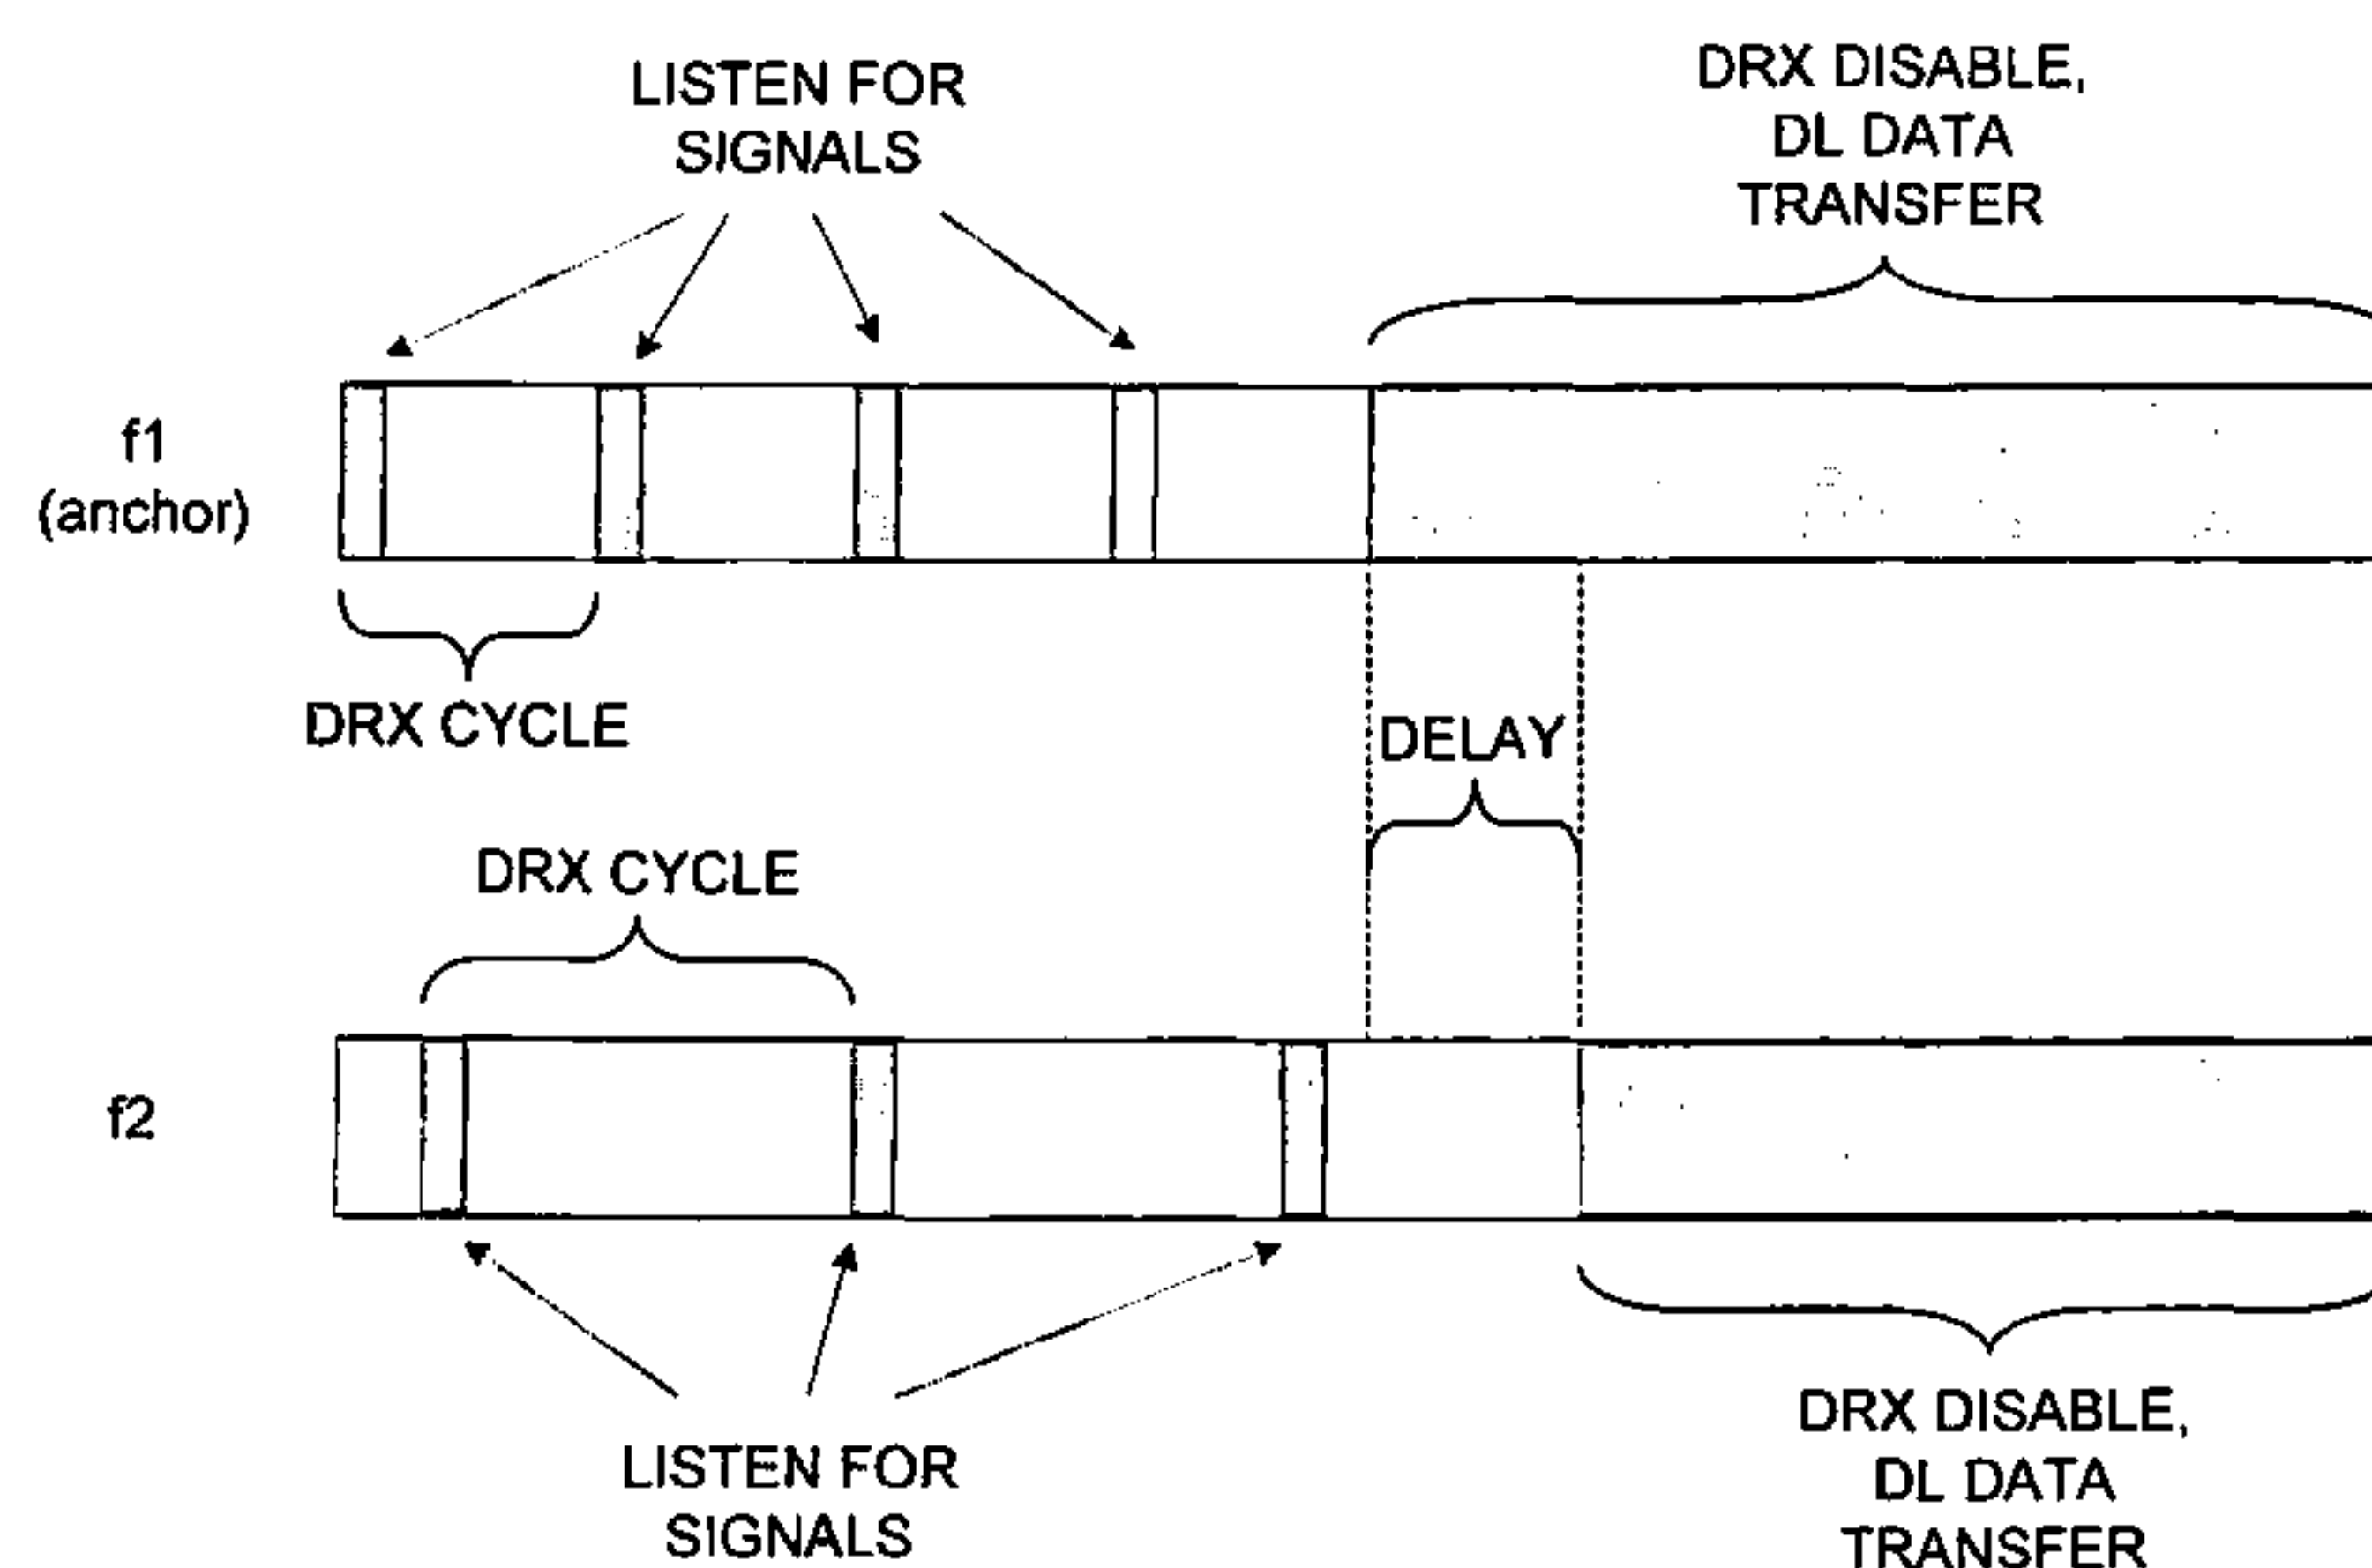 LISTEN FOR
SIGNALS
DRX DISABLE,
DL DATA
TRANSFER
f1
(anchor)
DRX CYCLE
DELAY
DRX CYCLE
f2
LISTEN FOR
SIGNALS
DRX DISABLE,
DL DATA
TRANSFER